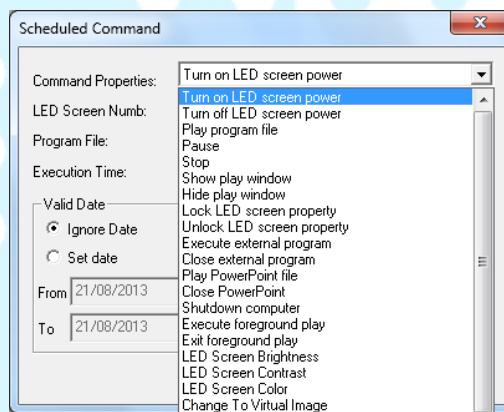 Scheduled Command
Command Properties: Turn on LED screen power
Turn on LED screen power
LED Screen Numb: Turn off LED screen power
Play program file
Program File: Pause
Stop
Execution Time: Show play window
Hide play window
Valid Date Lock LED screen property
Ignore Date Unlock LED screen property
Execute external program
Set date Close external program
From 21/08/2013 Play PowerPoint file
Close PowerPoint
Shutdown computer
To 21/08/2013 Execute foreground play
Exit foreground play
LED Screen Brightness
LED Screen Contrast
LED Screen Color
Change To Virtual Image